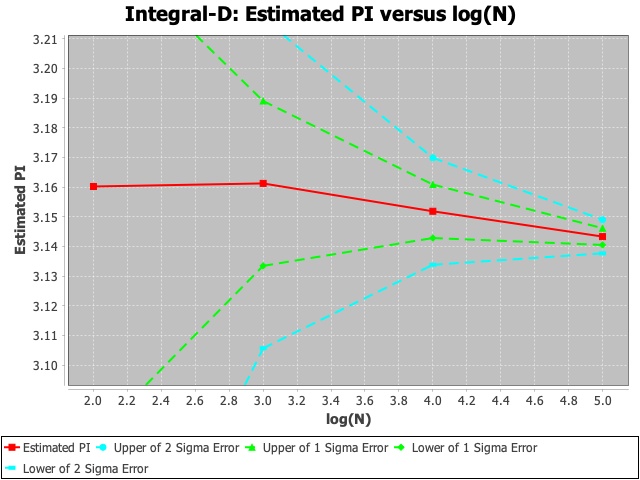 Integral-D: Estimated PI versus log(N)
3.21
3.20
3.19
3.18
3.17
3.16
3.15
3.14
3.13
3.12
3.11
3.10
Estimated PI
2.0 2.2 2.4 2.6 2.8 3.0 3.2 3.4 3.6 3.8 4.0 4.2 4.4 4.6 4.8 5.0
log(N)
Estimated PI Upper of 2 Sigma Error Upper of 1 Sigma Error Lower of 1 Sigma Error
Lower of 2 Sigma Error